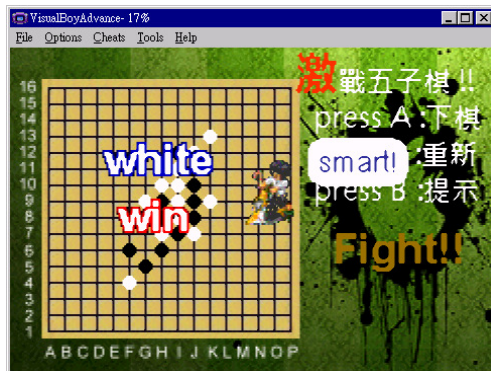 VisualBoyAdvance- 17%
File Options Cheats Tools Help
激戰五子棋!!
press A :下棋
smart! :重新
press B :提示
Fight!!
white
win
16
15
14
13
12
11
10
9
8
7
6
5
4
3
2
1
A B C D E F G H I J K L M N O P